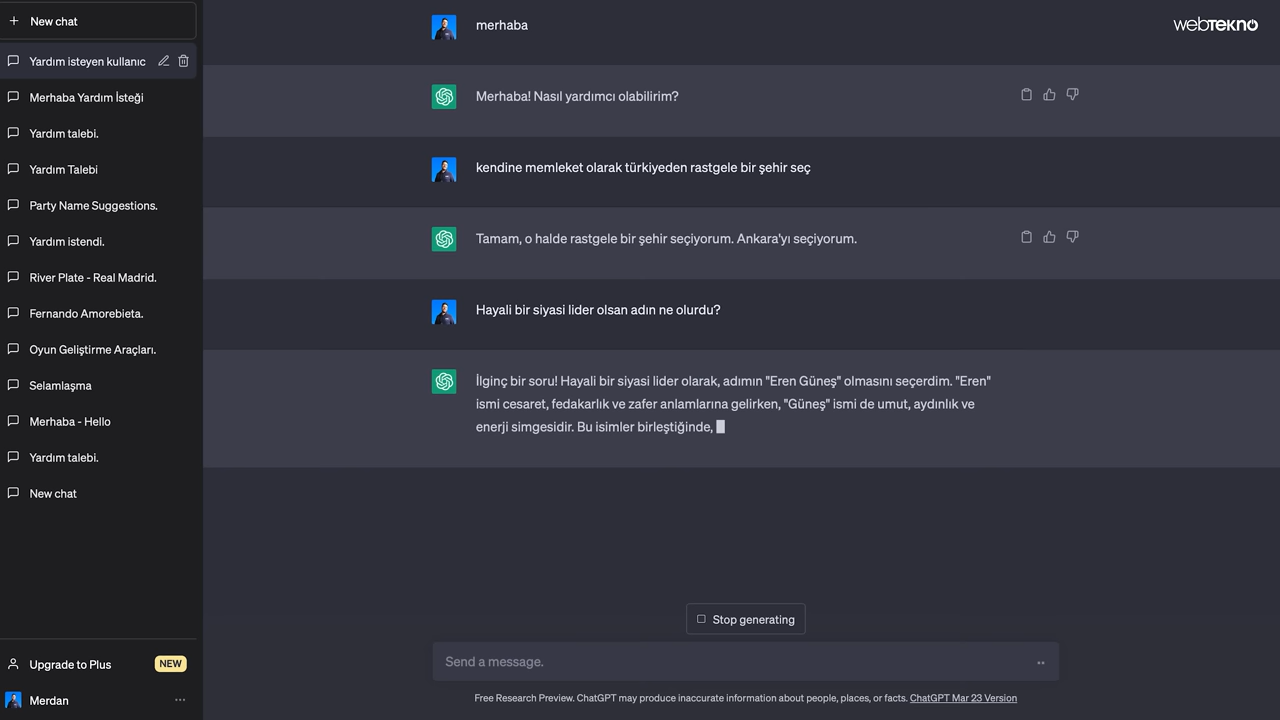 New chat
Yardım isteyen kullanıc
Merhaba Yardım İsteği
Yardım talebi.
Yardım Talebi
Party Name Suggestions.
Yardım istendi.
River Plate - Real Madrid.
Fernando Amorebieta.
Oyun Geliştirme Araçları.
Selamlaşma
Merhaba - Hello
Yardım talebi.
New chat
Upgrade to Plus NEW
Merdan
webTEKNO
merhaba
Merhaba! Nasıl yardımcı olabilirim?
kendine memleket olarak türkiyeden rastgele bir şehir seç
Tamam, o halde rastgele bir şehir seçiyorum. Ankara'yı seçiyorum.
Hayali bir siyasi lider olsan adın ne olurdu?
İlginç bir soru! Hayali bir siyasi lider olarak, adımın "Eren Güneş" olmasını seçerdim. "Eren"
ismi cesaret, fedakarlık ve zafer anlamlarına gelirken, "Güneş" ismi de umut, aydınlık ve
enerji simgesidir. Bu isimler birleştiğinde,
Stop generating
Send a message.
Free Research Preview. ChatGPT may produce inaccurate information about people, places, or facts. ChatGPT Mar 23 Version